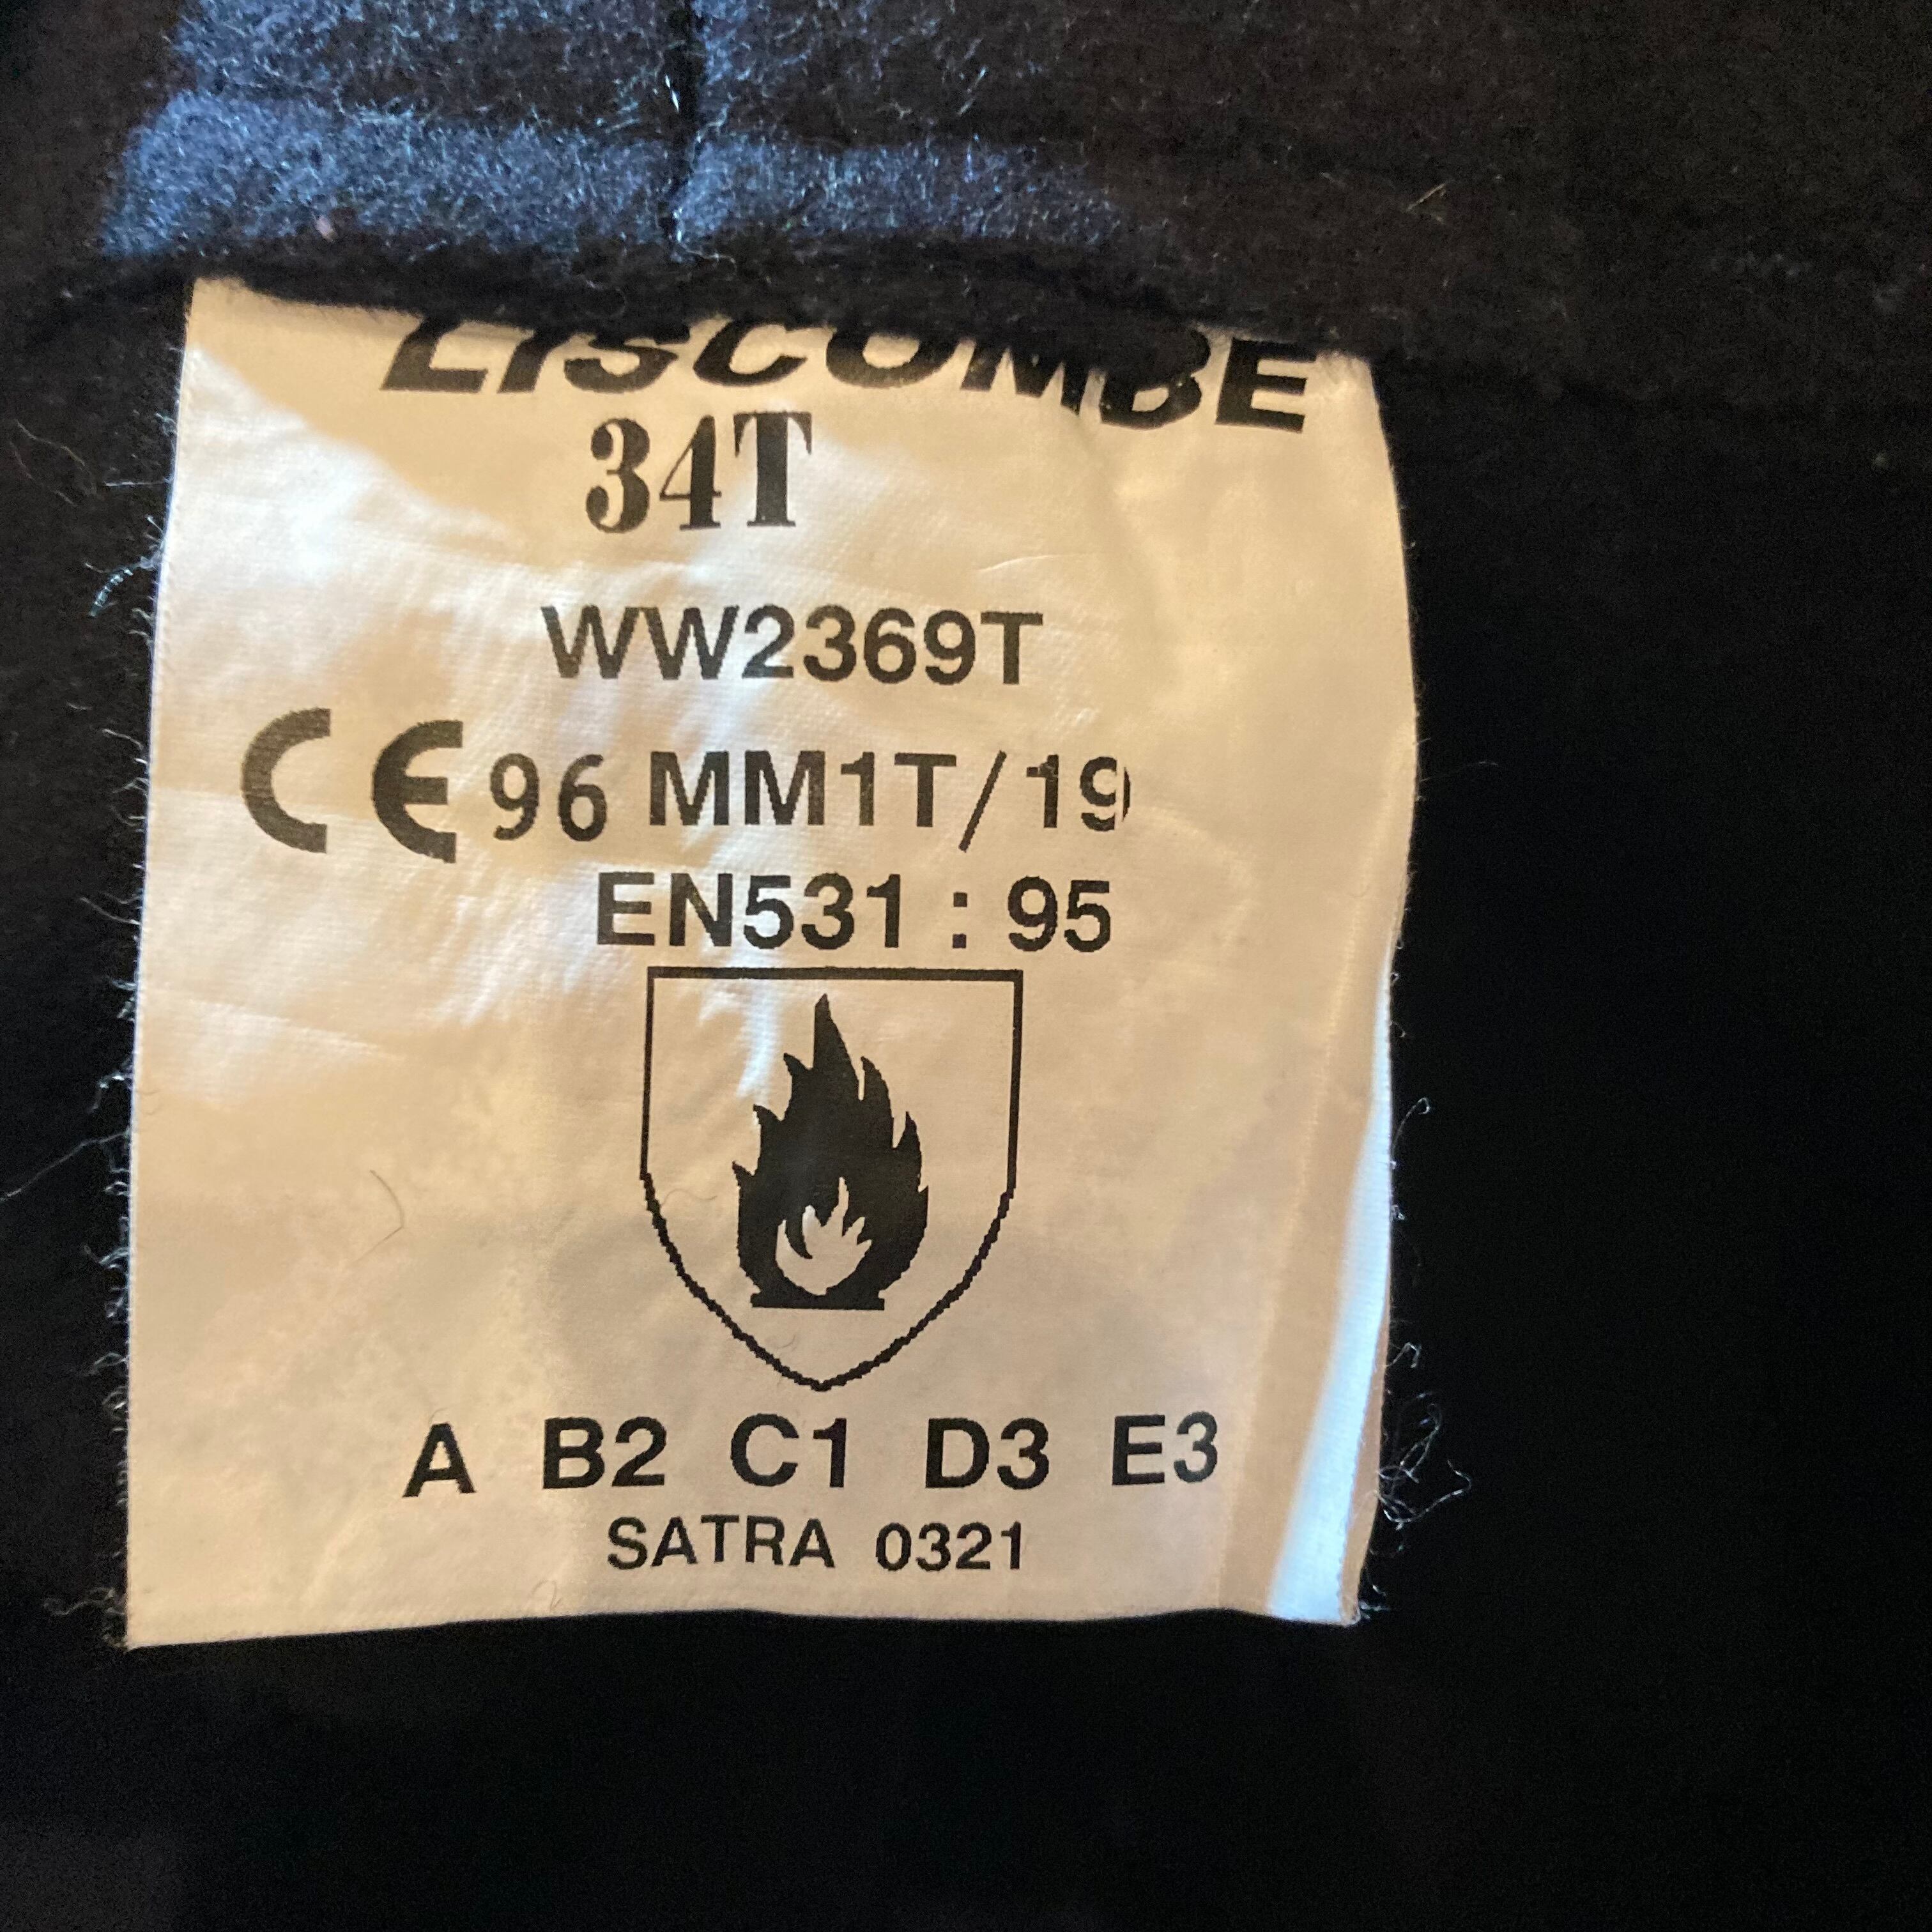 LISCOMBE
34T
WW2369T
CE 96 MM1T/19
EN531 : 95
A B2 C1 D3 E3
SATRA 0321